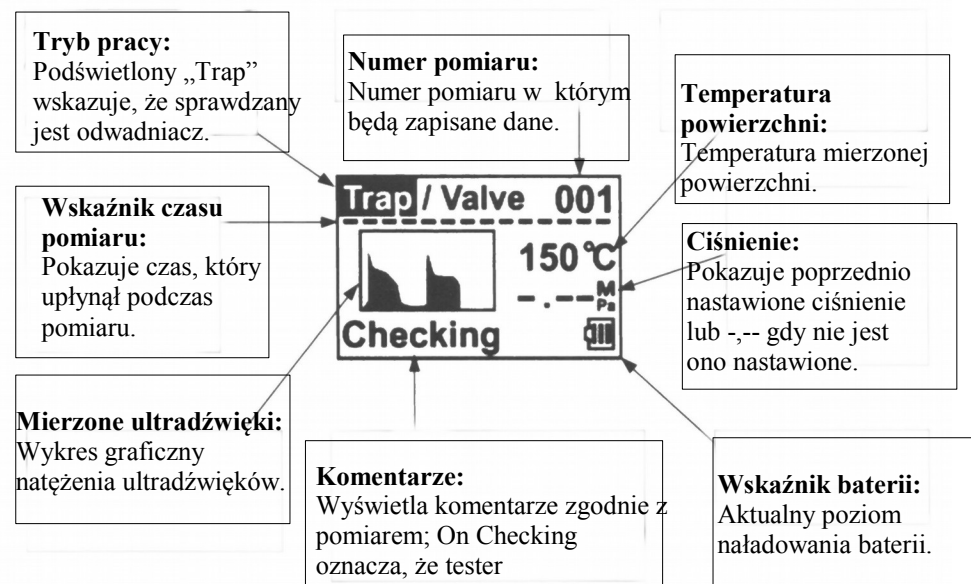 Tryb pracy:
Podświetlony „Trap”
wskazuje, że sprawdzany
jest odwadniacz.
Numer pomiaru:
Numer pomiaru w którym
będą zapisane dane.
Temperatura
powierzchni:
Temperatura mierzonej
powierzchni.
Wskaźnik czasu
pomiaru:
Pokazuje czas, który
upłynął podczas
pomiaru.
Trap / Valve 001
150°C
-.-- MPa
Checking
Ciśnienie:
Pokazuje poprzednio
nastawione ciśnienie
lub -,-- gdy nie jest
ono nastawione.
Mierzone ultradźwięki:
Wykres graficzny
natężenia ultradźwięków.
Komentarze:
Wyświetla komentarze zgodnie z
pomiarem; On Checking
oznacza, że tester
Wskaźnik baterii:
Aktualny poziom
naładowania baterii.